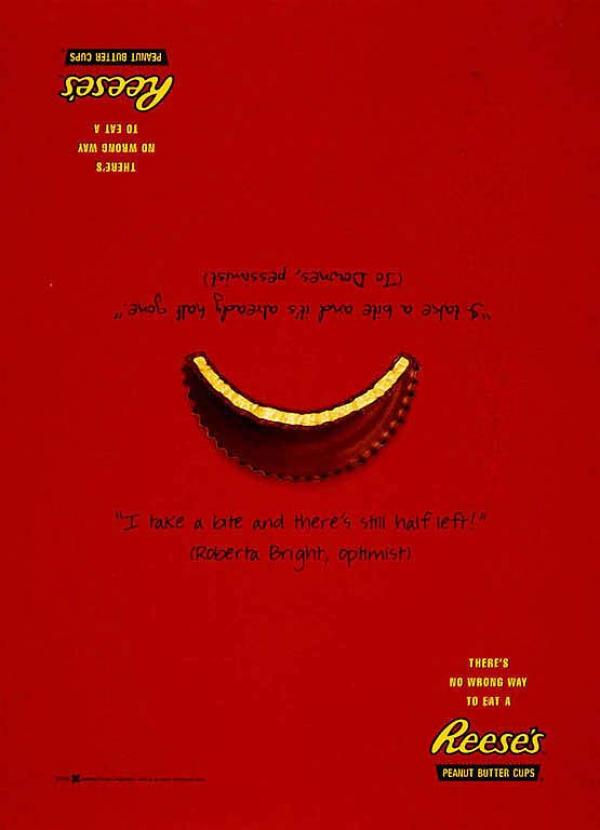 PEANUT BUTTER CUPS
Reese's
TO EAT A
NO WRONG WAY
THERE'S
(Jo Downes, pessamist)
"I take a bite and it's already half gone."
"I take a bite and there's still half left!"
(Roberta Bright, optimist)
THERE'S
NO WRONG WAY
TO EAT A
Reese's
PEANUT BUTTER CUPS